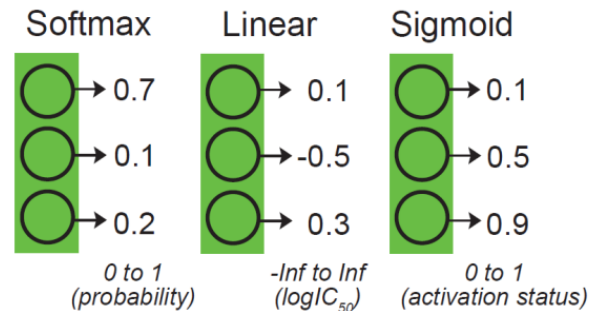 Softmax Linear Sigmoid
0.7 0.1 0.1
0.1 -0.5 0.5
0.2 0.3 0.9
0 to 1 -Inf to Inf 0 to 1
(probability) (logIC50) (activation status)